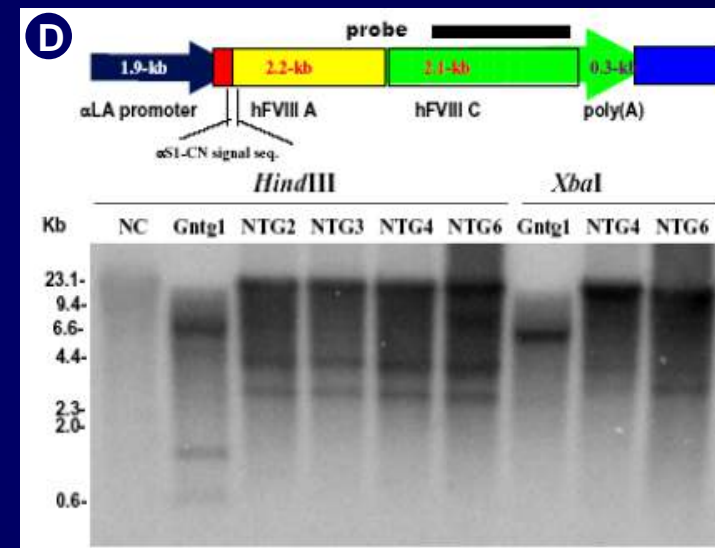 D
probe
1.9-kb 2.2-kb 2.1-kb 0.3-kb
αLA promoter hFVIII A hFVIII C poly(A)
αS1-CN signal seq.
HindIII XbaI
Kb NC Gntg1 NTG2 NTG3 NTG4 NTG6 Gntg1 NTG4 NTG6
23.1-
9.4-
6.6-
4.4-
2.3-
2.0-
0.6-